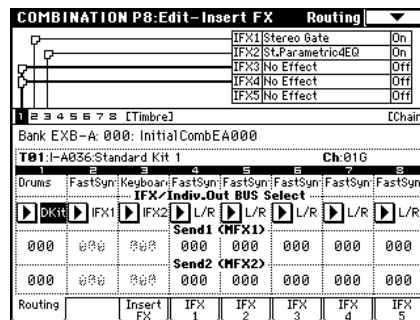 COMBINATION P8:Edit-Insert FX Routing
IFX1 Stereo Gate On
IFX2 St.Parametric4EQ On
IFX3 No Effect Off
IFX4 No Effect Off
IFX5 No Effect Off
1 2 3 4 5 6 7 8 [Timbre] [Chain
Bank EXB-A: 000: InitialCombEA000
T01:I-A036:Standard Kit 1 Ch:01G
1 2 3 4 5 6 7 8
Drums FastSyn Keyboar FastSyn FastSyn FastSyn FastSyn FastSyn
IFX/Indiv.Out BUS Select
DKit IFX1 IFX2 L/R L/R L/R L/R L/R
Send1 (MFX1)
000 000 000 000 000 000 000 000
Send2 (MFX2)
000 000 000 000 000 000 000 000
Routing Insert FX IFX 1 IFX 2 IFX 3 IFX 4 IFX 5